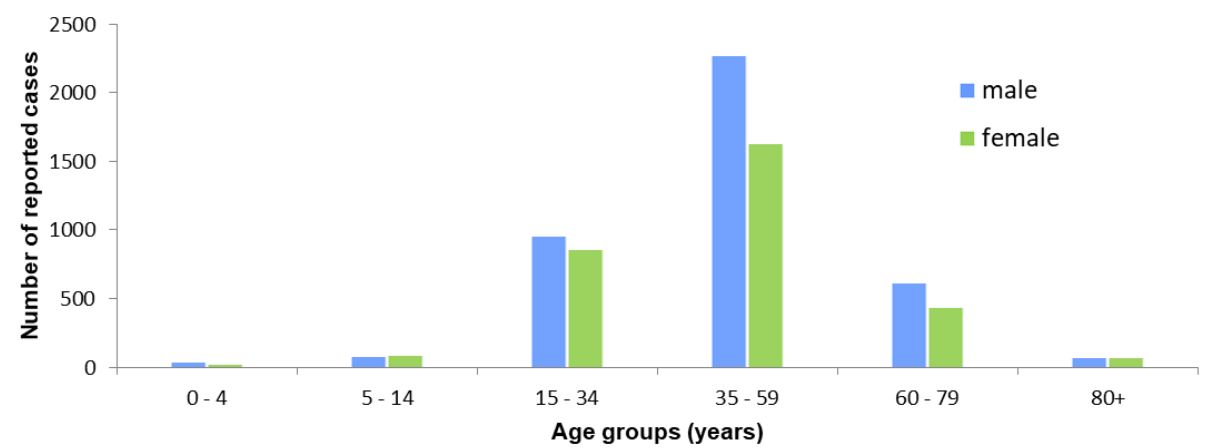 Number of reported cases
2500
2000
1500
1000
500
0
male
female
0 - 4
5 - 14
15 - 34
35 - 59
60 - 79
80+
Age groups (years)